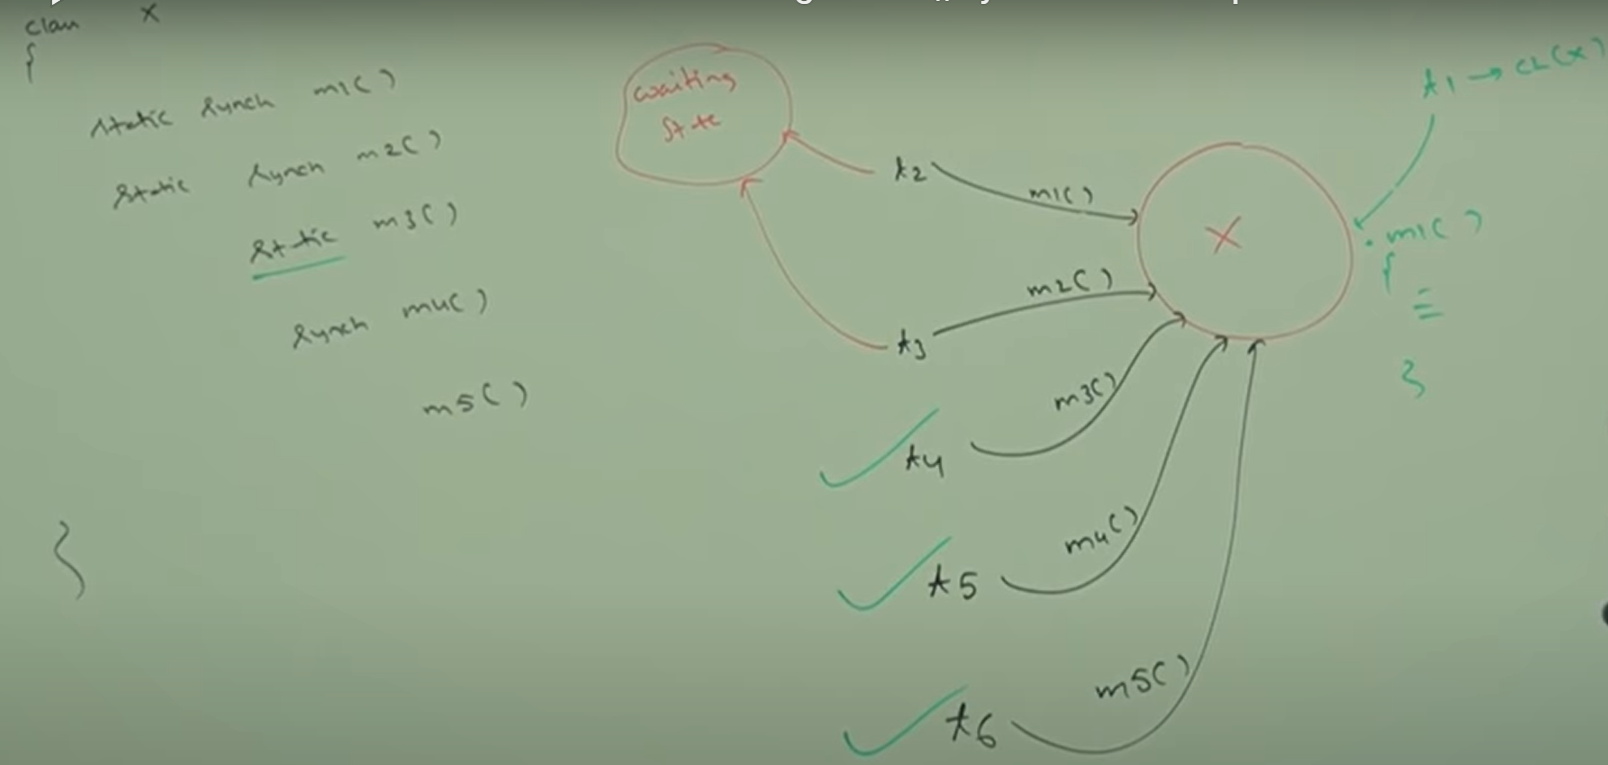 class X
{
static synch m1()
static synch m2()
static m3()
synch m4()
m5()
}
waiting
state
t2
m1()
t3
m2()
t4
m3()
t5
m4()
t6
m5()
X
t1 → CL(X)
m1()
{
}